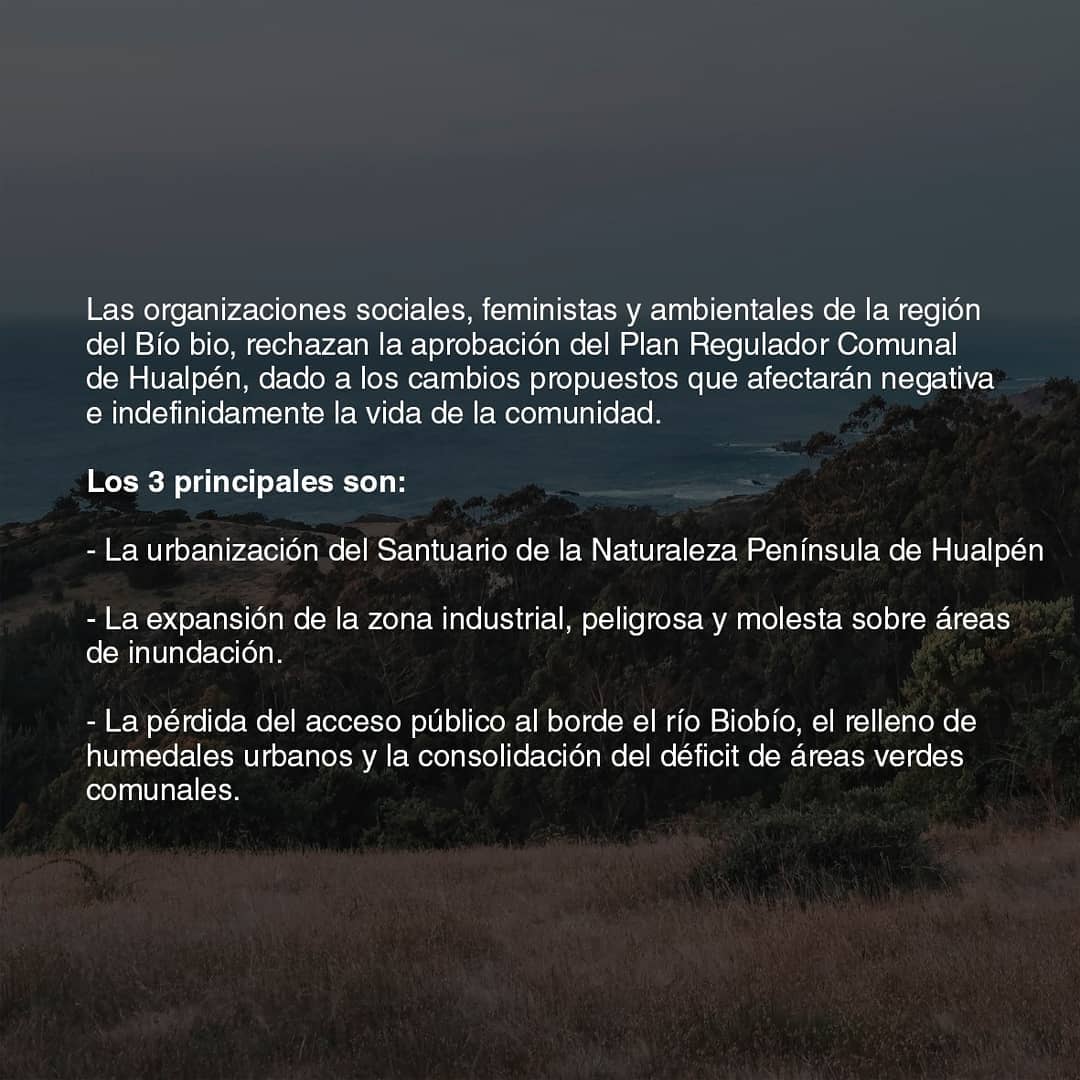 Las organizaciones sociales, feministas y ambientales de la región
del Bío bio, rechazan la aprobación del Plan Regulador Comunal
de Hualpén, dado a los cambios propuestos que afectarán negativa
e indefinidamente la vida de la comunidad.
Los 3 principales son:
- La urbanización del Santuario de la Naturaleza Península de Hualpén
- La expansión de la zona industrial, peligrosa y molesta sobre áreas
de inundación.
- La pérdida del acceso público al borde el río Biobío, el relleno de
humedales urbanos y la consolidación del déficit de áreas verdes
comunales.